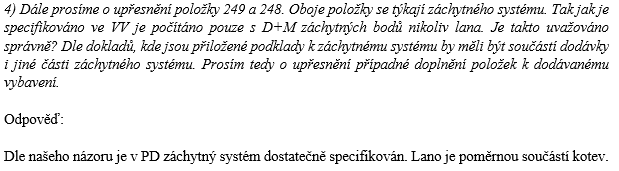 4) Dále prosíme o upřesnění položky 249 a 248. Oboje položky se týkají záchytného systému. Tak jak je
specifikováno ve VV je počítáno pouze s D+M záchytných bodů nikoliv lana. Je takto uvažováno
správně? Dle dokladů, kde jsou přiložené podklady k záchytnému systému by měli být součástí dodávky
i jiné části záchytného systému. Prosím tedy o upřesnění případné doplnění položek k dodávanému
vybavení.
Odpověď:
Dle našeho názoru je v PD záchytný systém dostatečně specifikován. Lano je poměrnou součástí kotev.